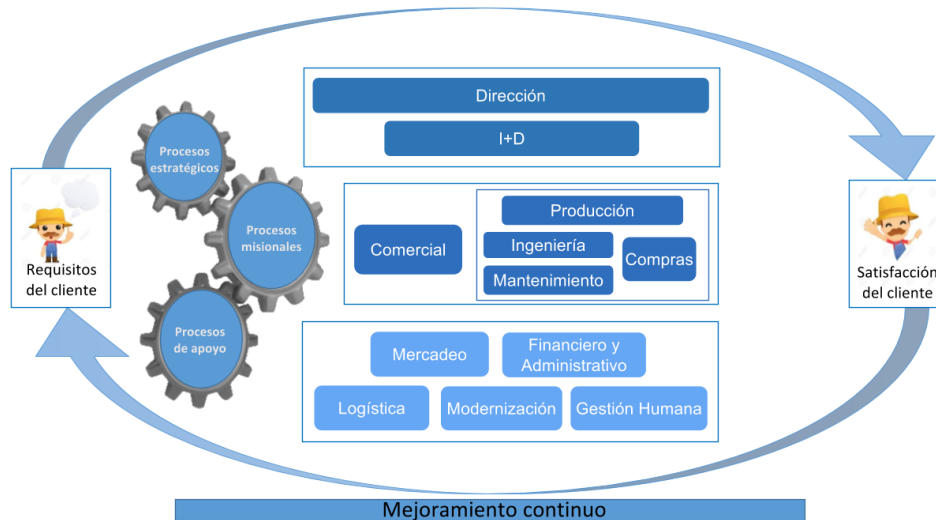 Dirección
I+D
Procesos
estratégicos
Procesos
misionales
Procesos
de apoyo
Requisitos
del cliente
Comercial
Producción
Ingeniería
Compras
Mantenimiento
Mercadeo
Financiero y
Administrativo
Logística
Modernización
Gestión Humana
Satisfacción
del cliente
Mejoramiento continuo